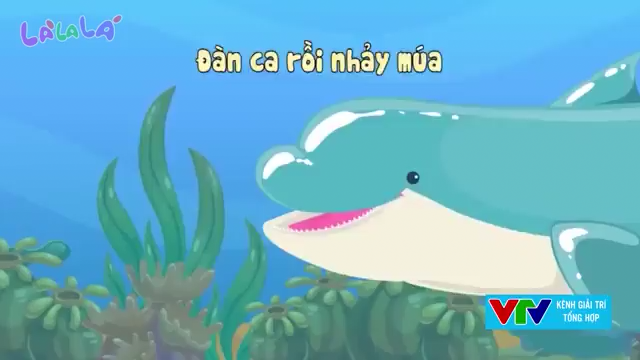 LALALA
Đàn ca rồi nhảy múa
VTV
KÊNH GIẢI TRÍ
TỔNG HỢP